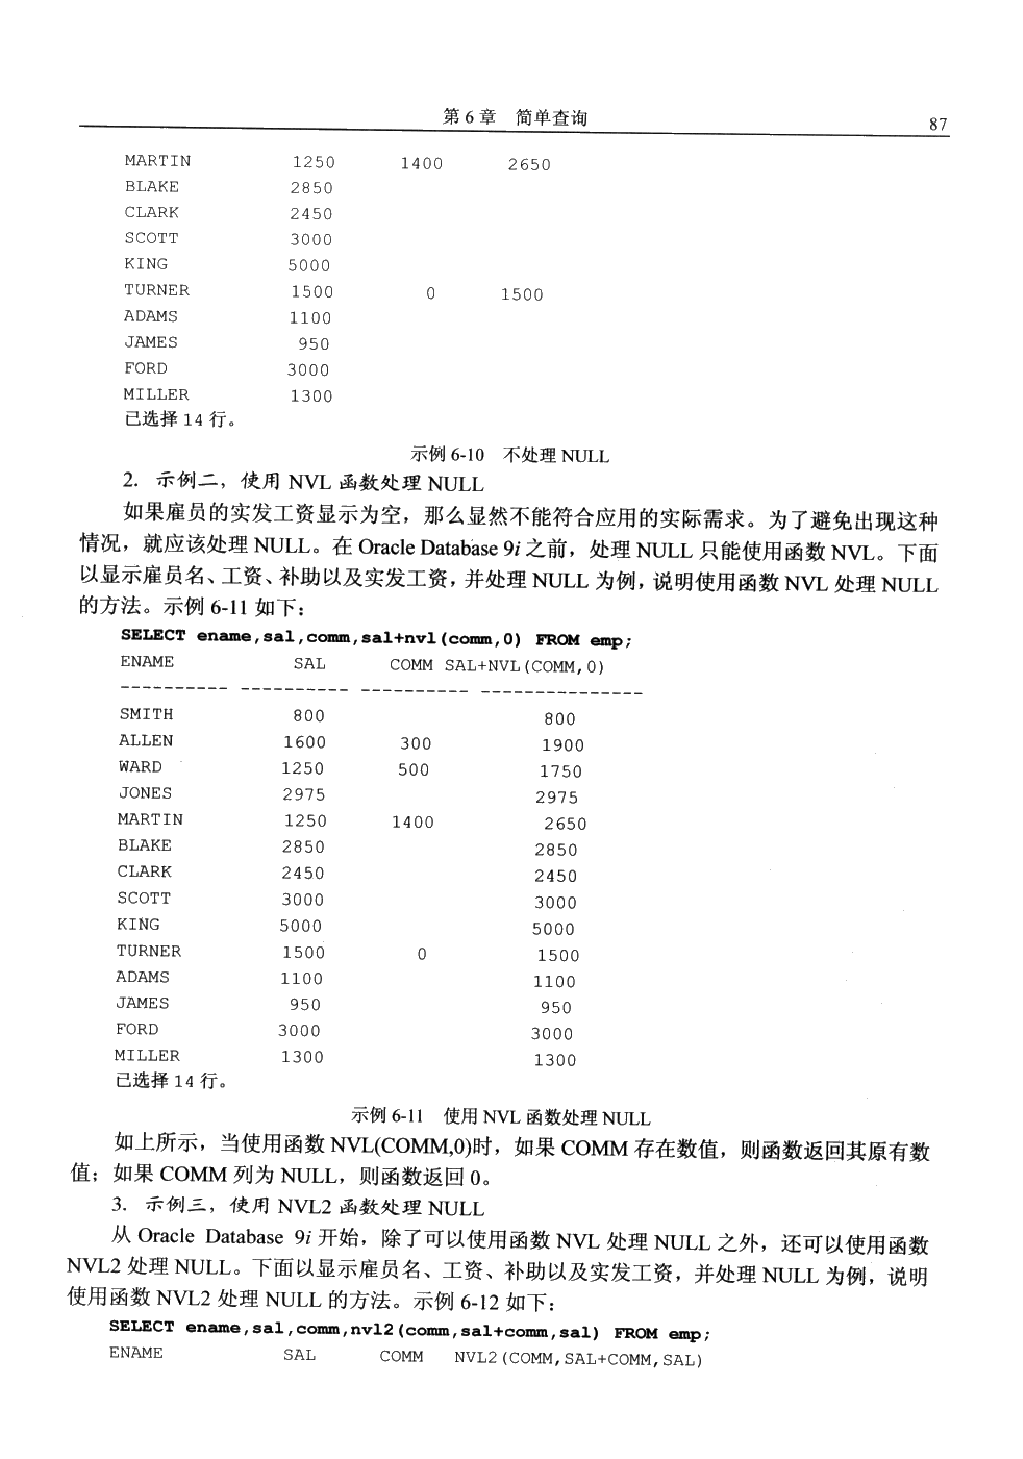 第 6 章 简单查询 87
MARTIN 1250 1400 2650
BLAKE 2850
CLARK 2450
SCOTT 3000
KING 5000
TURNER 1500 0 1500
ADAMS 1100
JAMES 950
FORD 3000
MILLER 1300
已选择 14 行。
示例 6-10 不处理 NULL
2. 示例二，使用 NVL 函数处理 NULL
如果雇员的实发工资显示为空，那么显然不能符合应用的实际需求。为了避免出现这种
情况，就应该处理 NULL。在 Oracle Database 9i 之前，处理 NULL 只能使用函数 NVL。下面
以显示雇员名、工资、补助以及实发工资，并处理 NULL 为例，说明使用函数 NVL 处理 NULL
的方法。示例 6-11 如下：
SELECT ename,sal,comm,sal+nvl(comm,0) FROM emp;
ENAME SAL COMM SAL+NVL(COMM,0)
---------- ---------- ---------- ---------------
SMITH 800 800
ALLEN 1600 300 1900
WARD 1250 500 1750
JONES 2975 2975
MARTIN 1250 1400 2650
BLAKE 2850 2850
CLARK 2450 2450
SCOTT 3000 3000
KING 5000 5000
TURNER 1500 0 1500
ADAMS 1100 1100
JAMES 950 950
FORD 3000 3000
MILLER 1300 1300
已选择 14 行。
示例 6-11 使用 NVL 函数处理 NULL
如上所示，当使用函数 NVL(COMM,0)时，如果 COMM 存在数值，则函数返回其原有数
值；如果 COMM 列为 NULL，则函数返回 0。
3. 示例三，使用 NVL2 函数处理 NULL
从 Oracle Database 9i 开始，除了可以使用函数 NVL 处理 NULL 之外，还可以使用函数
NVL2 处理 NULL。下面以显示雇员名、工资、补助以及实发工资，并处理 NULL 为例，说明
使用函数 NVL2 处理 NULL 的方法。示例 6-12 如下：
SELECT ename,sal,comm,nvl2(comm,sal+comm,sal) FROM emp;
ENAME SAL COMM NVL2(COMM,SAL+COMM,SAL)